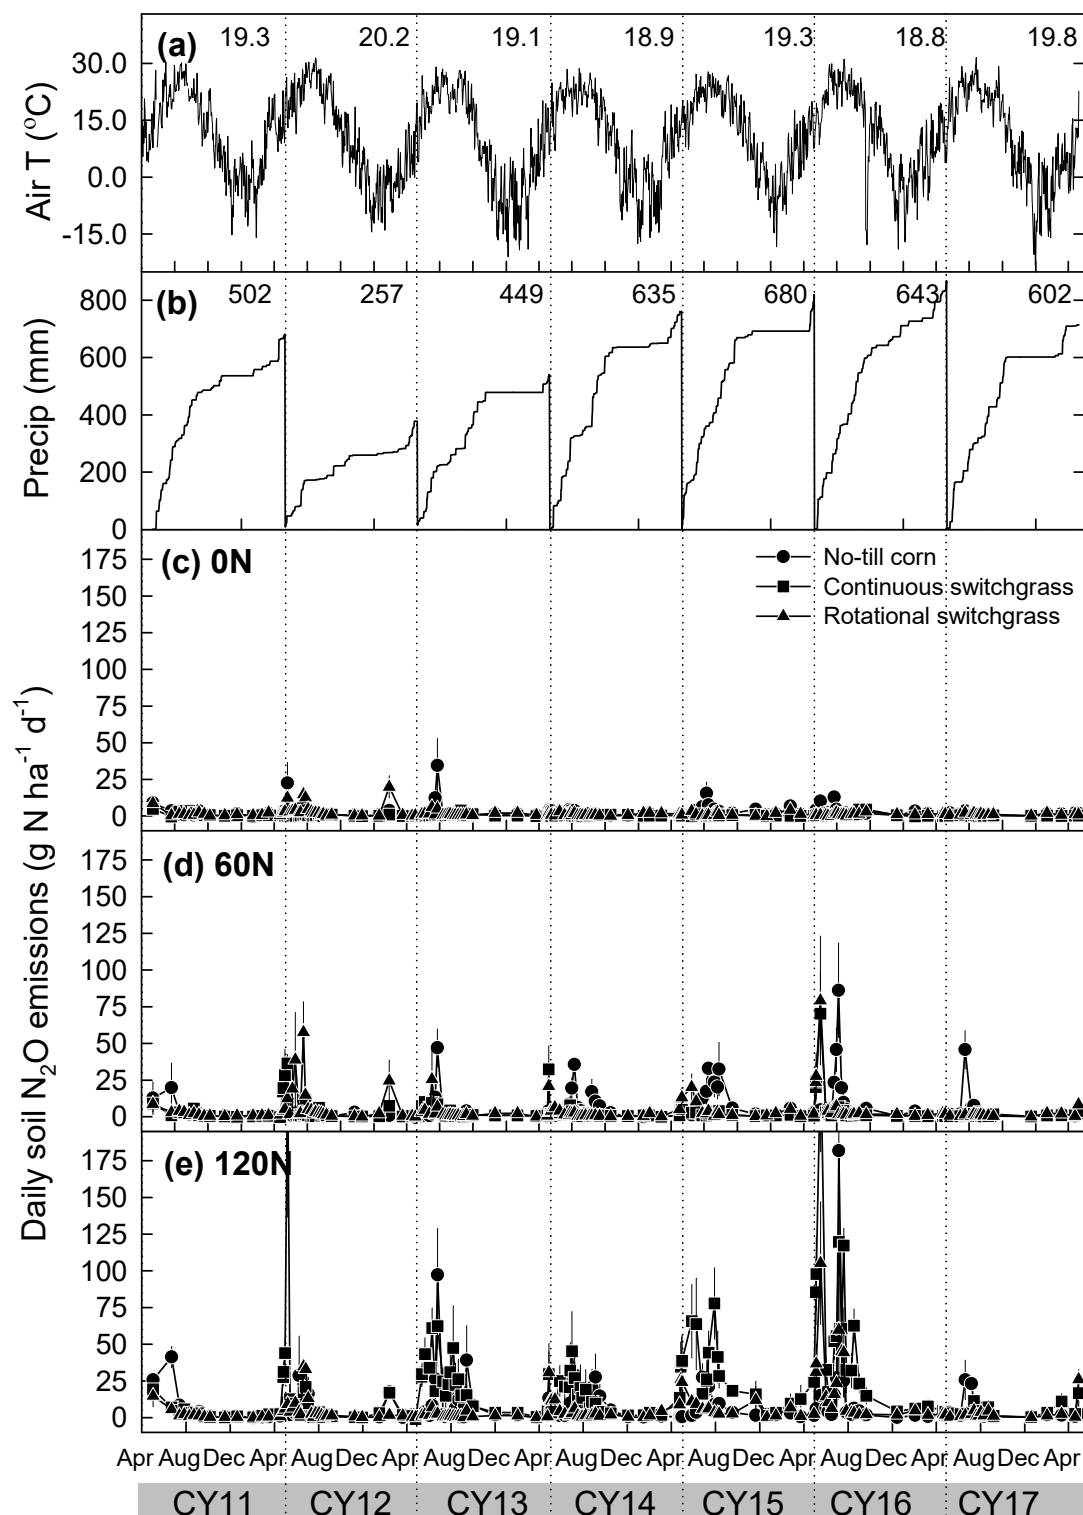 (a) 19.3 20.2 19.1 18.9 19.3 18.8 19.8
30.0
15.0
0.0
-15.0
Air T (°C)
(b) 502 257 449 635 680 643 602
800
600
400
200
0
Precip (mm)
(c) 0N
No-till corn
Continuous switchgrass
Rotational switchgrass
175
150
125
100
75
50
25
0
(d) 60N
175
150
125
100
75
50
25
0
(e) 120N
175
150
125
100
75
50
25
0
Daily soil N₂O emissions (g N ha⁻¹ d⁻¹)
Apr Aug Dec Apr Aug Dec Apr Aug Dec Apr Aug Dec Apr Aug Dec Apr Aug Dec Apr Aug Dec Apr
CY11 CY12 CY13 CY14 CY15 CY16 CY17